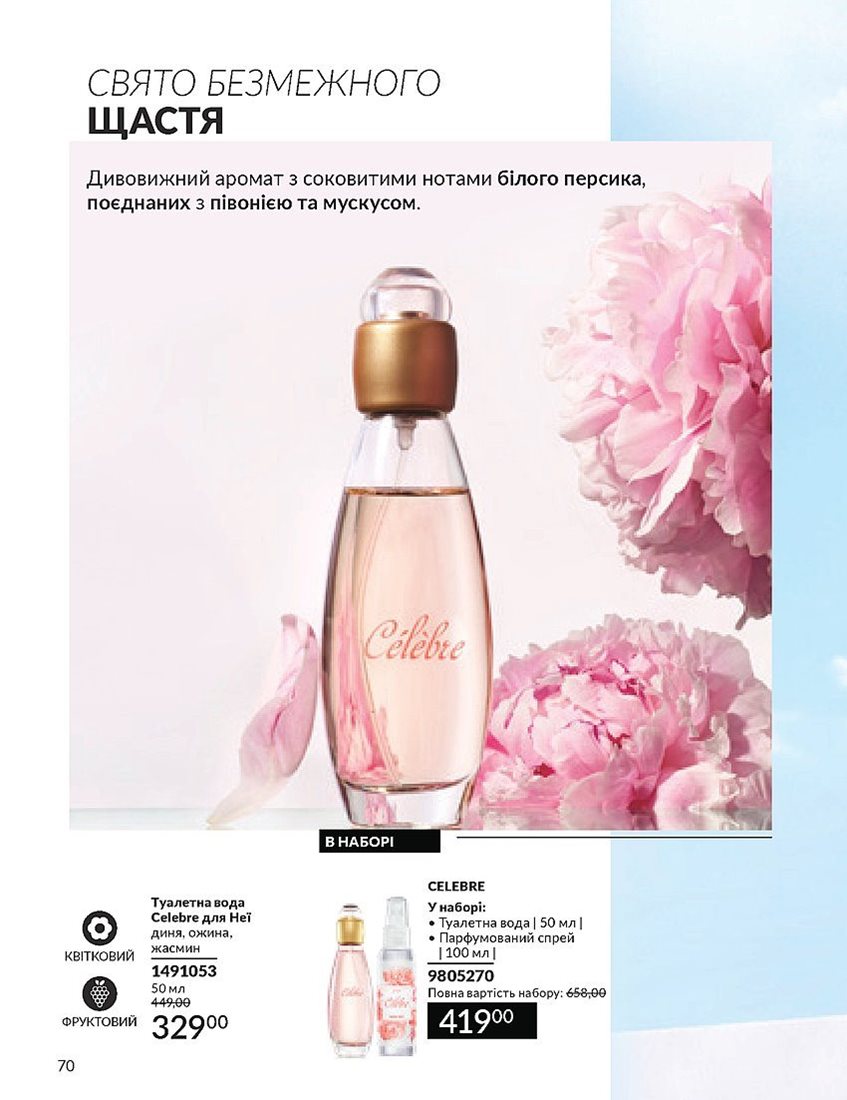 СВЯТО БЕЗМЕЖНОГО
ЩАСТЯ
Дивовижний аромат з соковитими нотами білого персика,
поєднаних з півонією та мускусом.
Célèbre
В НАБОРІ
КВІТКОВИЙ
ФРУКТОВИЙ
Туалетна вода
Celebre для Неї
диня, ожина,
жасмин
1491053
50 мл
449,00
32900
Célèbre
Célèbre
CELEBRE
У наборі:
• Туалетна вода | 50 мл |
• Парфумований спрей
| 100 мл |
9805270
Повна вартість набору: 658,00
41900
70